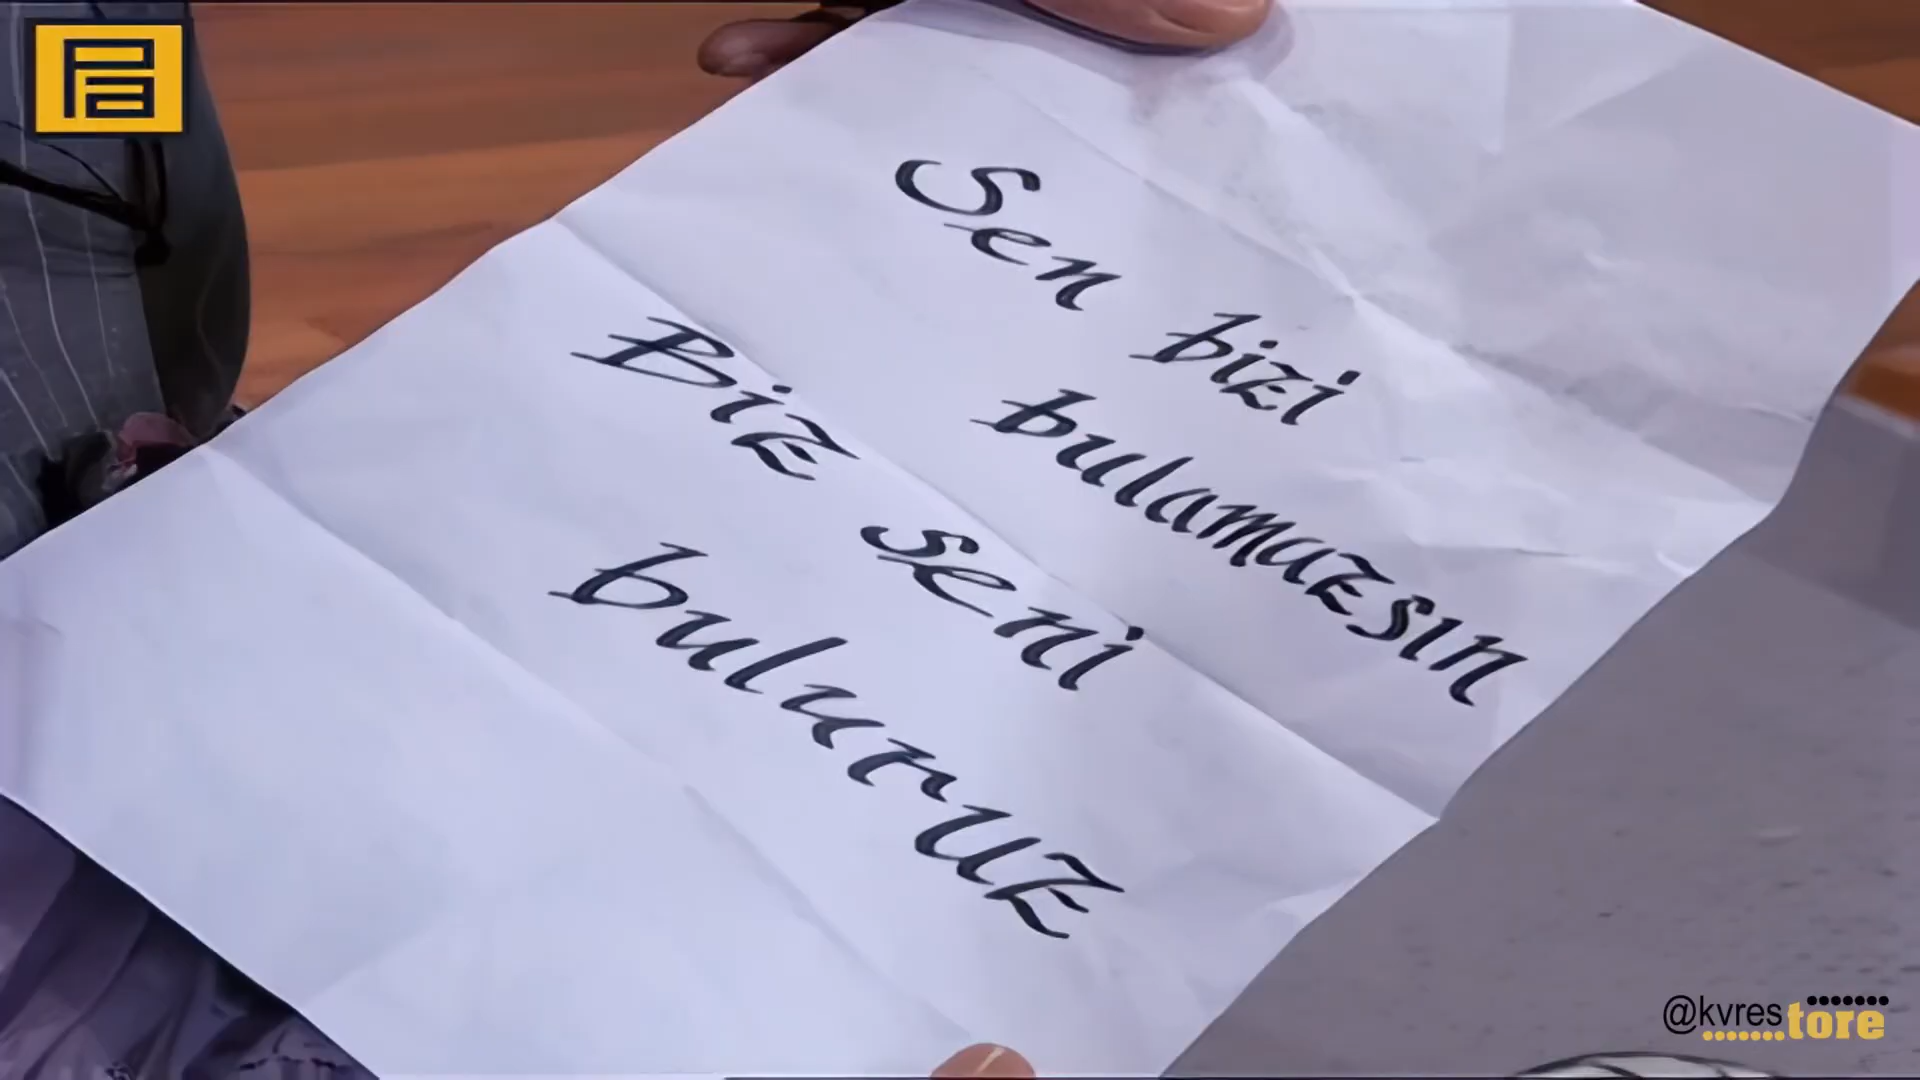 Sen bizi
bulamazsın
Biz seni
buluruz
@kvrestore